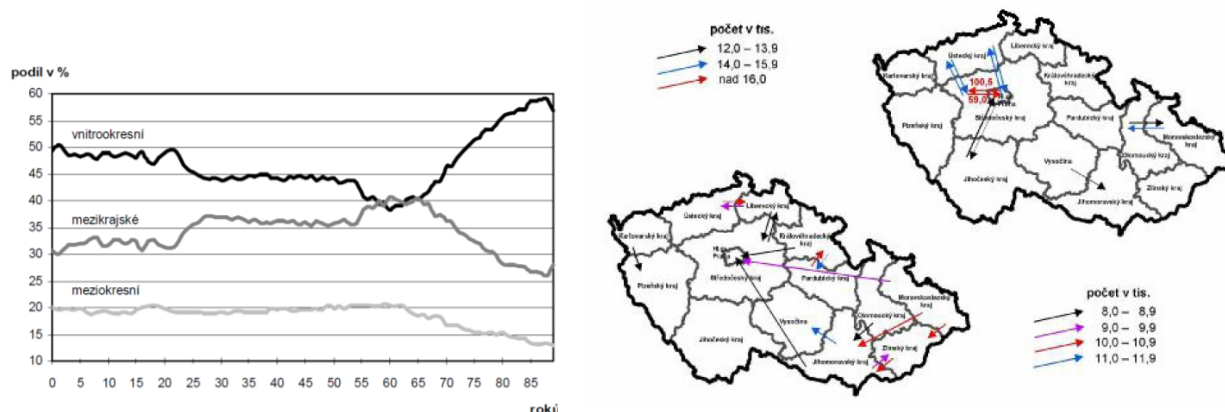 podíl v %
60
55
50
45
40
35
30
25
20
15
10
vnitrookresní
mezikrajské
meziokresní
0 5 10 15 20 25 30 35 40 45 50 55 60 65 70 75 80 85
roků
počet v tis.
12,0 – 13,9
14,0 – 15,9
nad 16,0
Ústecký kraj
Liberecký kraj
Karlovarský kraj
100,5
Královéhradecký kraj
59,0
Praha
Plzeňský kraj
Středočeský kraj
Pardubický kraj
Moravskoslezský kraj
Olomoucký kraj
Vysočina
Jihočeský kraj
Zlínský kraj
Jihomoravský kraj
Liberecký kraj
Ústecký kraj
Karlovarský kraj
Královéhradecký kraj
Hl. m.
Praha
Plzeňský kraj
Středočeský kraj
Pardubický kraj
Moravskoslezský kraj
Olomoucký kraj
Vysočina
Zlínský kraj
Jihočeský kraj
Jihomoravský kraj
počet v tis.
8,0 – 8,9
9,0 – 9,9
10,0 – 10,9
11,0 – 11,9